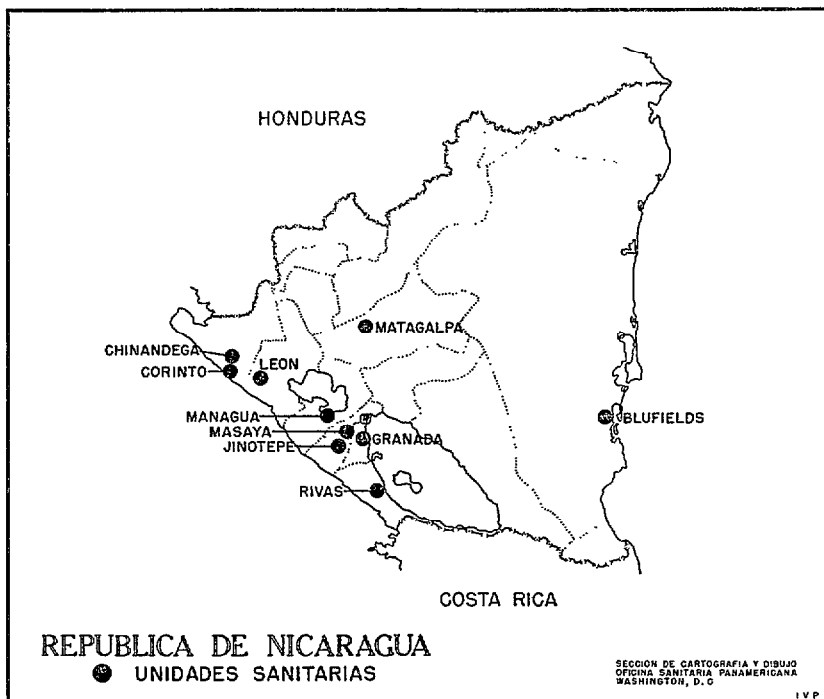 HONDURAS
MATAGALPA
CHINANDEGA
CORINTO
LEON
MANAGUA
MASAYA
GRANADA
JINOTEPE
BLUFIELDS
RIVAS
COSTA RICA
REPUBLICA DE NICARAGUA
UNIDADES SANITARIAS
SECCION DE CARTOGRAFIA Y DIBUJO
OFICINA SANITARIA PANAMERICANA
WASHINGTON, D.C
I V P